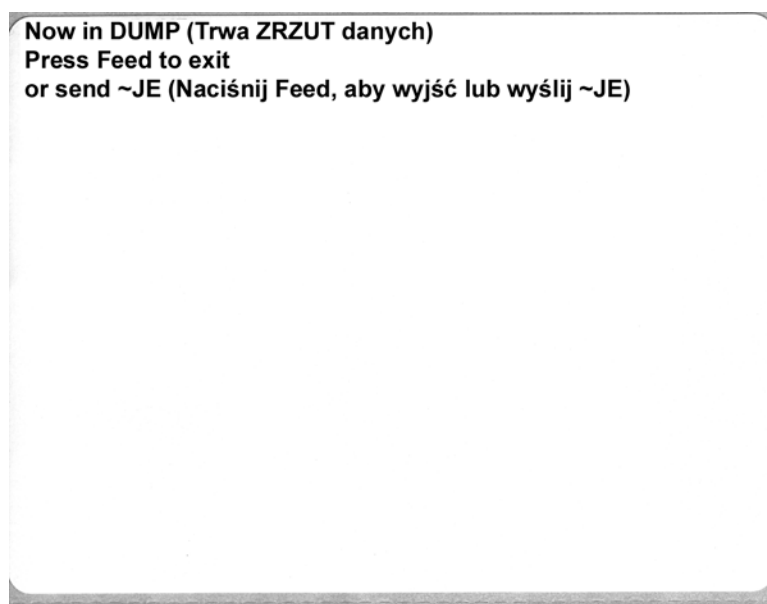 Now in DUMP (Trwa ZRZUT danych)
Press Feed to exit
or send ~JE (Naciśnij Feed, aby wyjść lub wyślij ~JE)